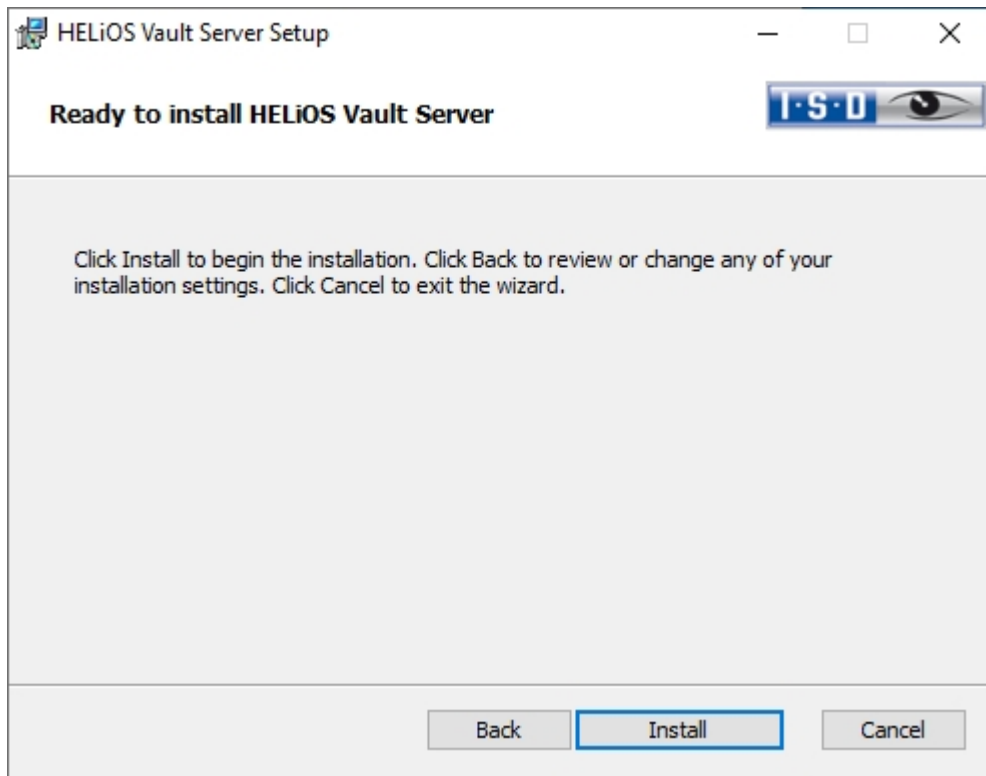 HELiOS Vault Server Setup
Ready to install HELiOS Vault Server
I·S·D
Click Install to begin the installation. Click Back to review or change any of your
installation settings. Click Cancel to exit the wizard.
Back
Install
Cancel